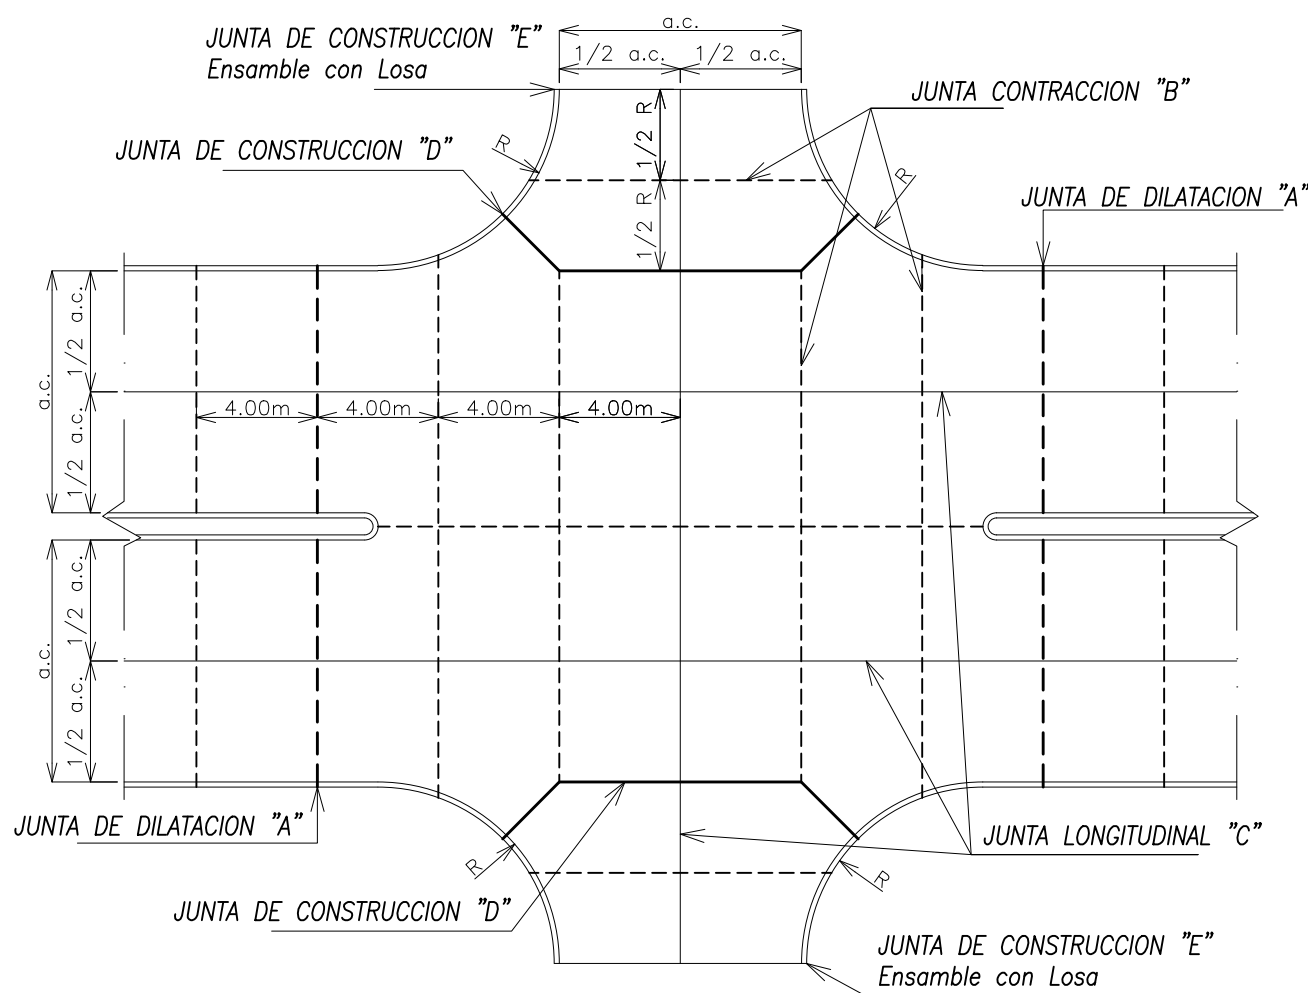 a.c.
JUNTA DE CONSTRUCCION "E"
Ensamble con Losa
1/2 a.c.
1/2 a.c.
JUNTA CONTRACCION "B"
1/2 R
R
JUNTA DE CONSTRUCCION "D"
R
JUNTA DE DILATACION "A"
1/2 R
1/2 a.c.
a.c.
4.00m
4.00m
4.00m
4.00m
1/2 a.c.
1/2 a.c.
a.c.
1/2 a.c.
JUNTA DE DILATACION "A"
JUNTA LONGITUDINAL "C"
R
R
JUNTA DE CONSTRUCCION "D"
JUNTA DE CONSTRUCCION "E"
Ensamble con Losa